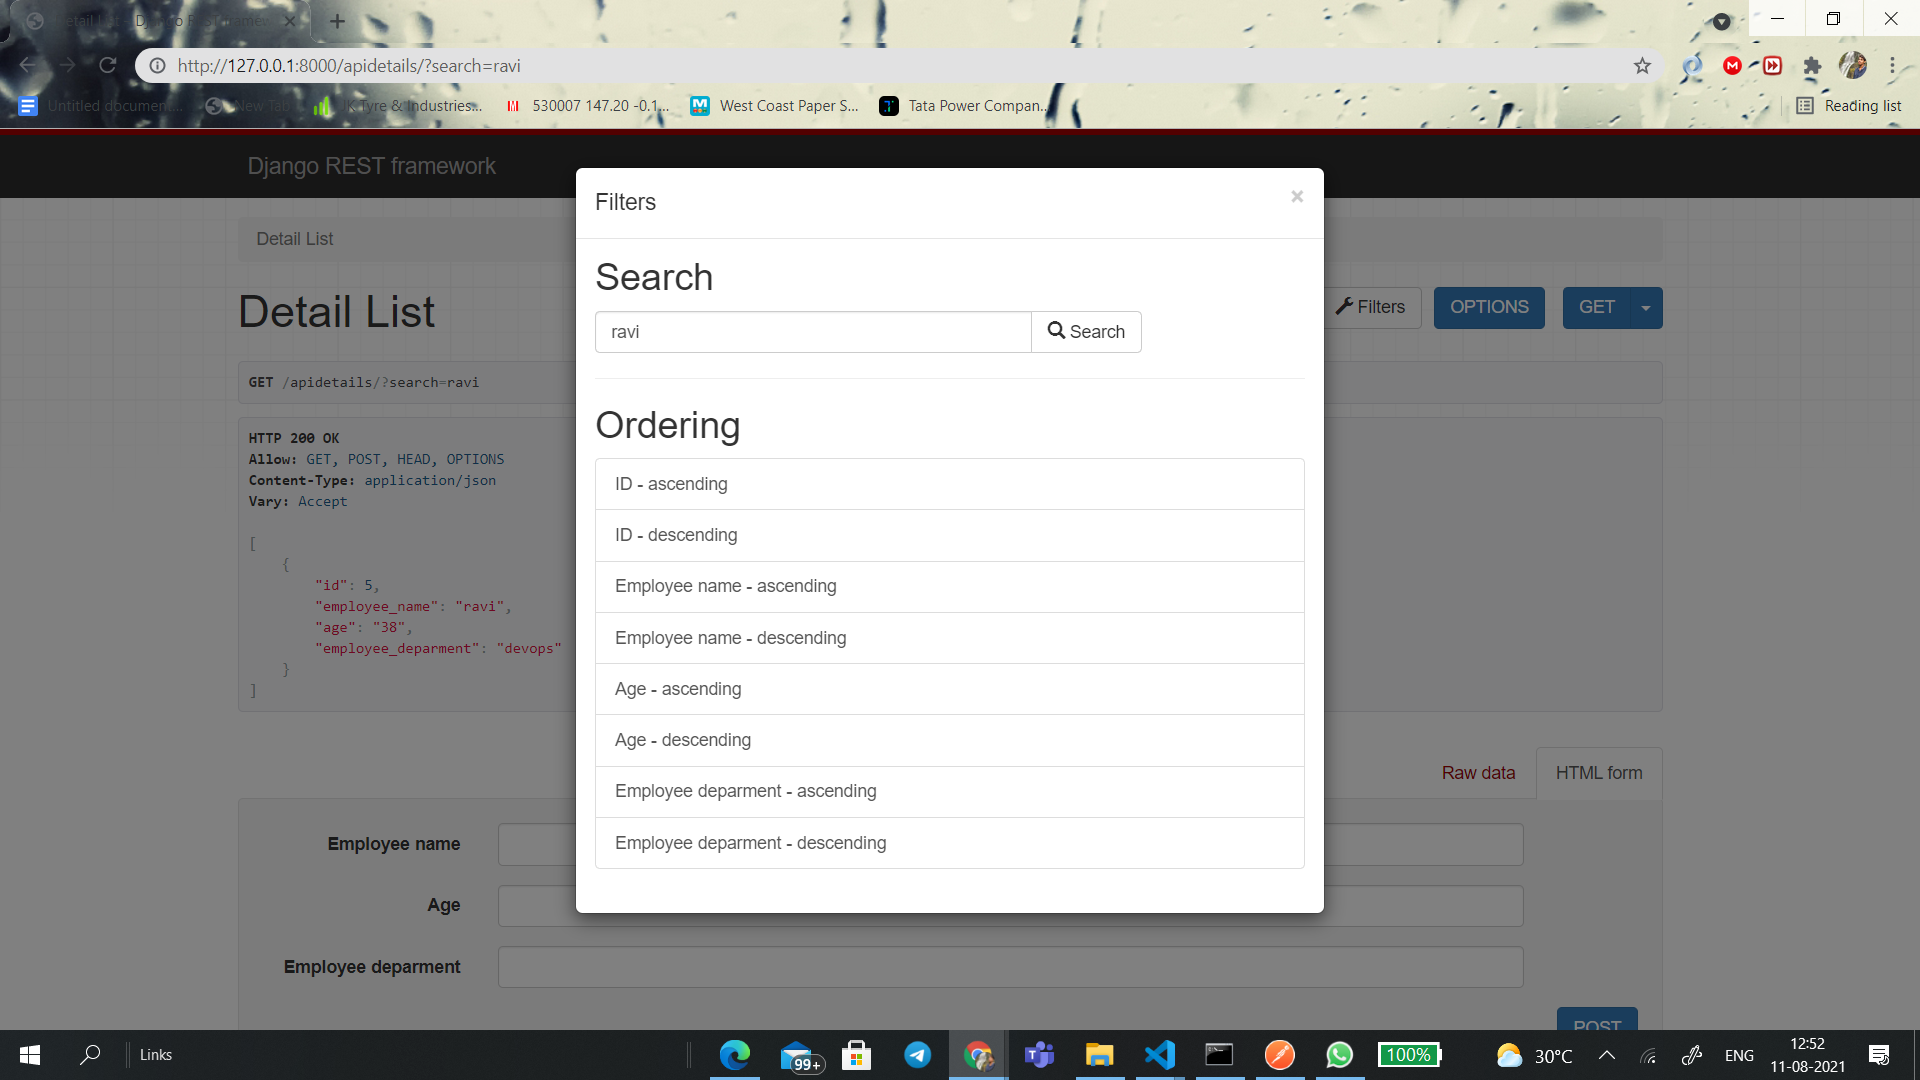 Detail List – Django REST framew
http://127.0.0.1:8000/apidetails/?search=ravi
Untitled document... New Tab JK Tyre & Industries... 530007 147.20 -0.1... West Coast Paper S... Tata Power Compan... Reading list
Django REST framework
Detail List
Detail List
Filters OPTIONS GET
GET /apidetails/?search=ravi
HTTP 200 OK
Allow: GET, POST, HEAD, OPTIONS
Content-Type: application/json
Vary: Accept
[
{
"id": 5,
"employee_name": "ravi",
"age": "38",
"employee_deparment": "devops"
}
]
Filters ×
Search
ravi Search
Ordering
ID - ascending
ID - descending
Employee name - ascending
Employee name - descending
Age - ascending
Age - descending
Employee deparment - ascending
Employee deparment - descending
Raw data HTML form
Employee name
Age
Employee deparment
POST
Links 99+ 100% 30°C ENG 12:52
11-08-2021